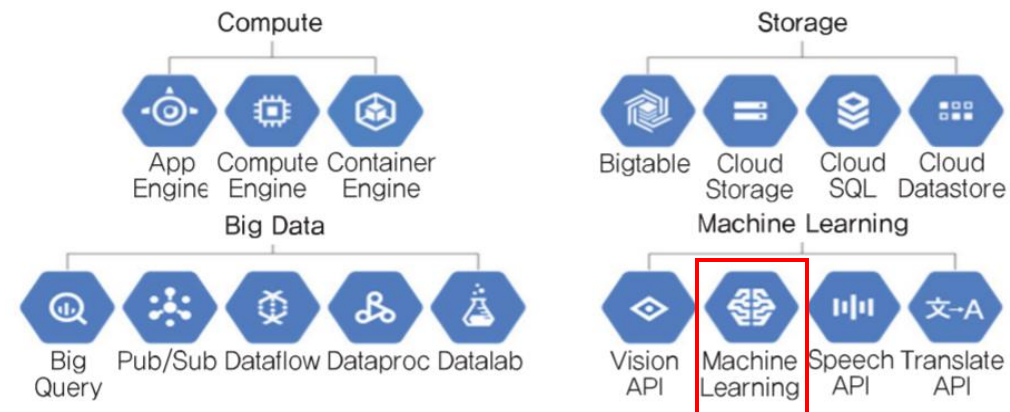 Compute
App Engine
Compute Engine
Container Engine
Storage
Bigtable
Cloud Storage
Cloud SQL
Cloud Datastore
Big Data
Big Query
Pub/Sub
Dataflow
Dataproc
Datalab
Machine Learning
Vision API
Machine Learning
Speech API
文→A
Translate API